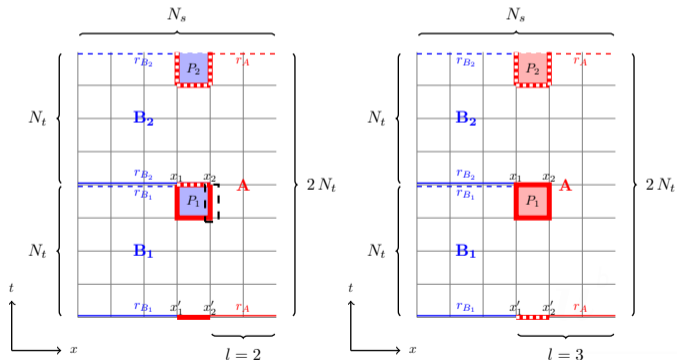 N_s
r_{B_2} P_2 r_A
N_t B_2
r_{B_2} x_1 x_2
r_{B_1} P_1 A 2 N_t
N_t B_1
t r_{B_1} x'_1 x'_2 r_A
x l = 2
N_s
r_{B_2} P_2 r_A
N_t B_2
r_{B_2} x_1 x_2
r_{B_1} P_1 A 2 N_t
N_t B_1
t r_{B_1} x'_1 x'_2 r_A
x l = 3